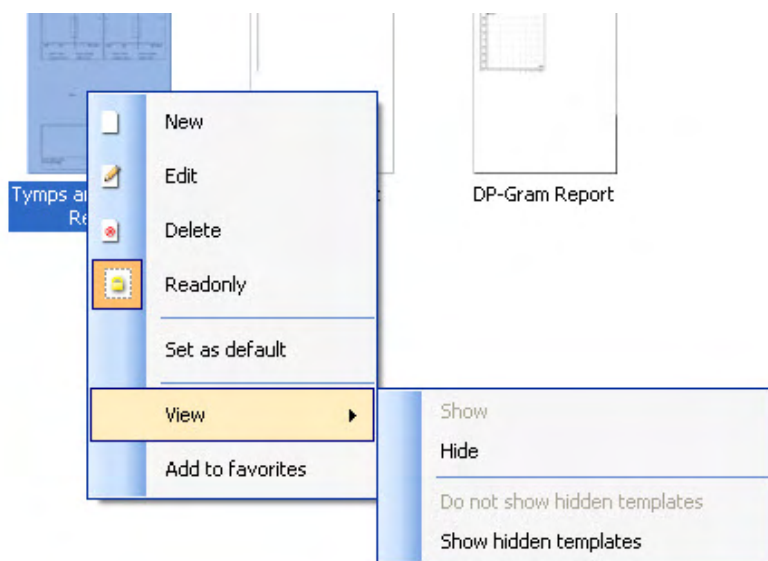 Tymps a
Re
DP-Gram Report
New
Edit
Delete
Readonly
Set as default
View
Add to favorites
Show
Hide
Do not show hidden templates
Show hidden templates